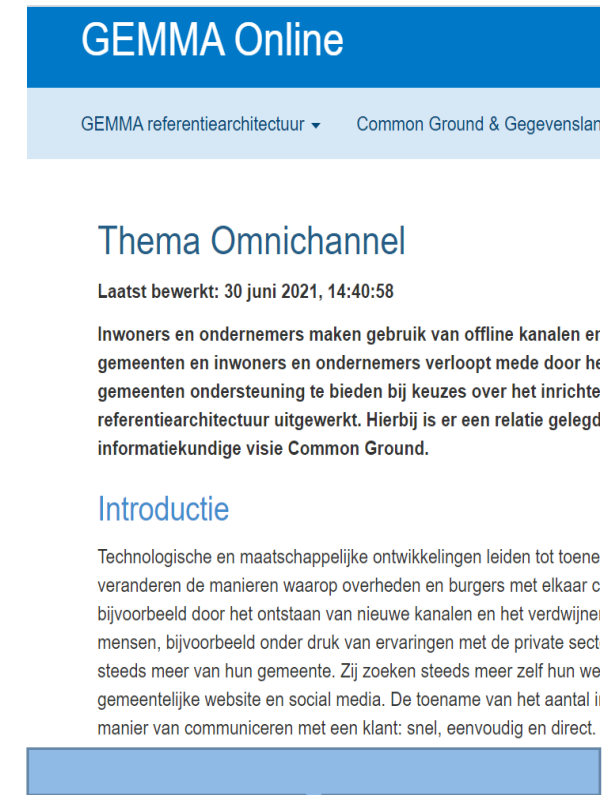 GEMMA Online
GEMMA referentiearchitectuur Common Ground & Gegevenslan
Thema Omnichannel
Laatst bewerkt: 30 juni 2021, 14:40:58
Inwoners en ondernemers maken gebruik van offline kanalen en
gemeenten en inwoners en ondernemers verloopt mede door he
gemeenten ondersteuning te bieden bij keuzes over het inrichte
referentiearchitectuur uitgewerkt. Hierbij is er een relatie gelegd
informatiekundige visie Common Ground.
Introductie
Technologische en maatschappelijke ontwikkelingen leiden tot toene
veranderen de manieren waarop overheden en burgers met elkaar c
bijvoorbeeld door het ontstaan van nieuwe kanalen en het verdwijne
mensen, bijvoorbeeld onder druk van ervaringen met de private sect
steeds meer van hun gemeente. Zij zoeken steeds meer zelf hun we
gemeentelijke website en social media. De toename van het aantal i
manier van communiceren met een klant: snel, eenvoudig en direct.